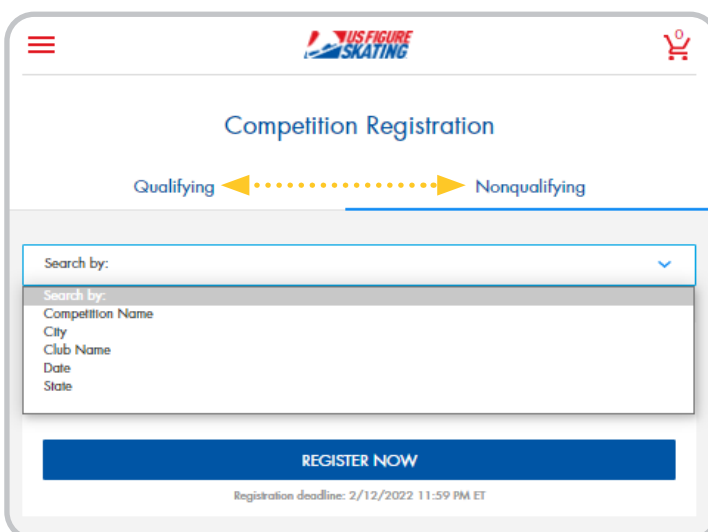 US FIGURE
SKATING
0
Competition Registration
Qualifying Nonqualifying
Search by:
Search by:
Competition Name
City
Club Name
Date
State
REGISTER NOW
Registration deadline: 2/12/2022 11:59 PM ET